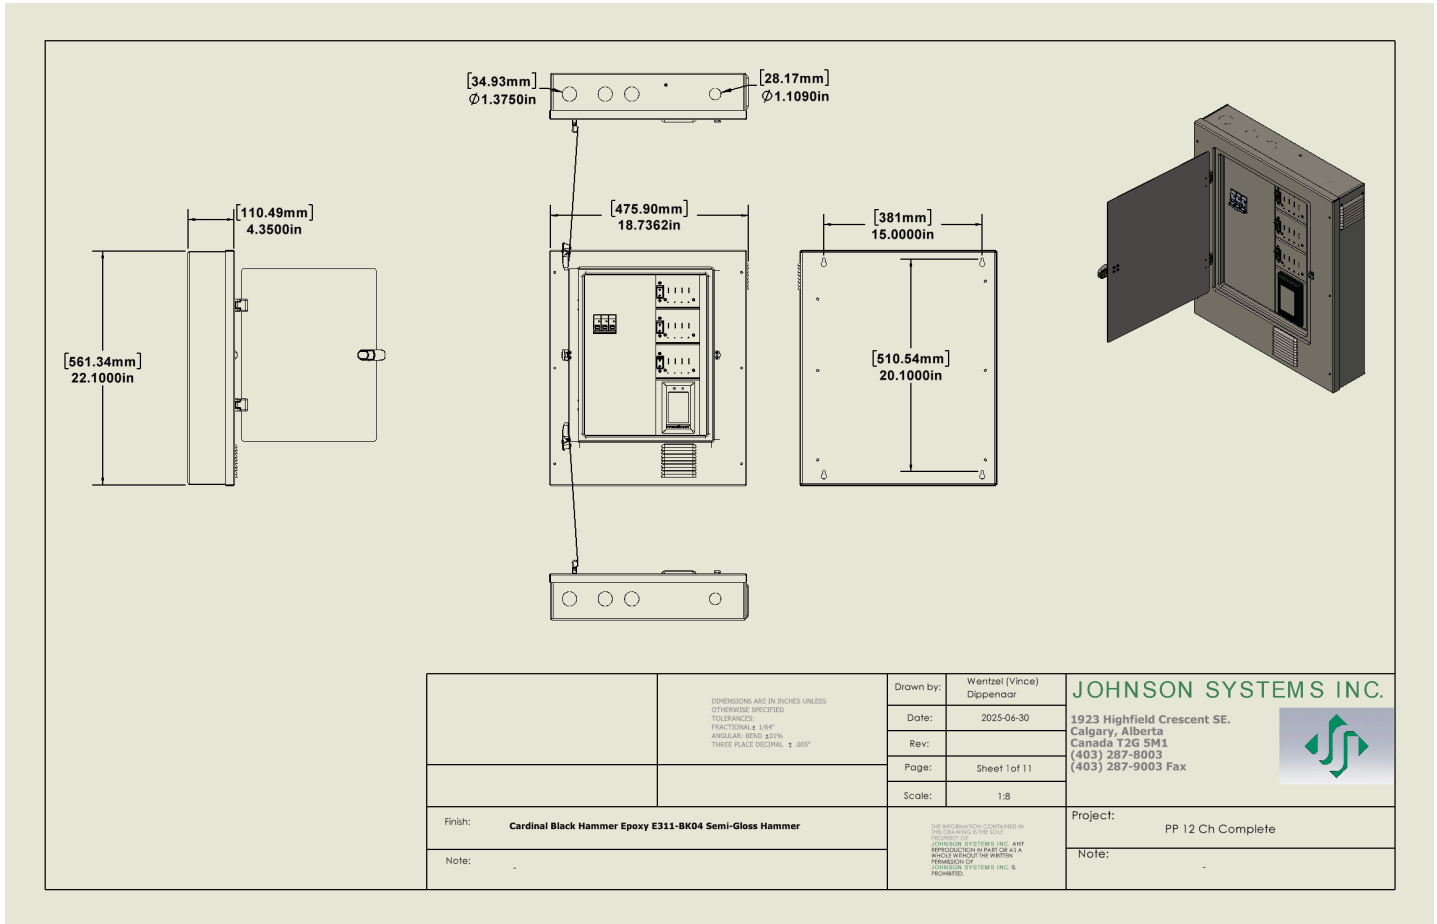 [34.93mm]
Ø1.3750in
[28.17mm]
Ø1.1090in
[110.49mm]
4.3500in
[475.90mm]
18.7362in
[381mm]
15.0000in
[561.34mm]
22.1000in
[510.54mm]
20.1000in
DIMENSIONS ARE IN INCHES UNLESS
OTHERWISE SPECIFIED
TOLERANCES:
FRACTIONAL ± 1/64"
ANGULAR: BEND ±01%
THREE PLACE DECIMAL ± .005"
Drawn by:
Wentzel (Vince)
Dippenaar
Date:
2025-06-30
Rev:
Page:
Sheet 1of 11
Scale:
1:8
JOHNSON SYSTEMS INC.
1923 Highfield Crescent SE.
Calgary, Alberta
Canada T2G 5M1
(403) 287-8003
(403) 287-9003 Fax
Finish:
Cardinal Black Hammer Epoxy E311-BK04 Semi-Gloss Hammer
Note:
-
THE INFORMATION CONTAINED IN
THIS DRAWING IS THE SOLE
PROPERTY OF
JOHNSON SYSTEMS INC. ANY
REPRODUCTION IN PART OR AS A
WHOLE WITHOUT THE WRITTEN
PERMISSION OF
JOHNSON SYSTEMS INC. IS
PROHIBITED.
Project:
PP 12 Ch Complete
Note:
-